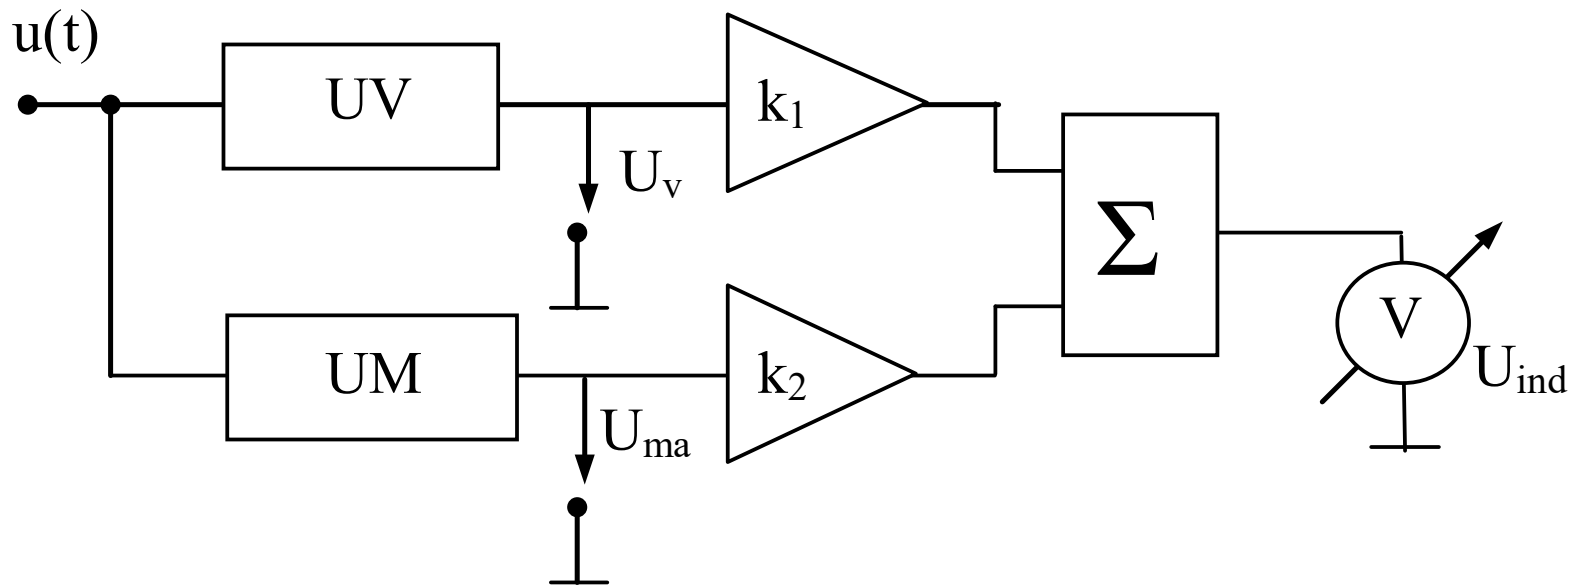 u(t)
UV
k₁
Uᵥ
Σ
UM
k₂
Uma
V
Uind